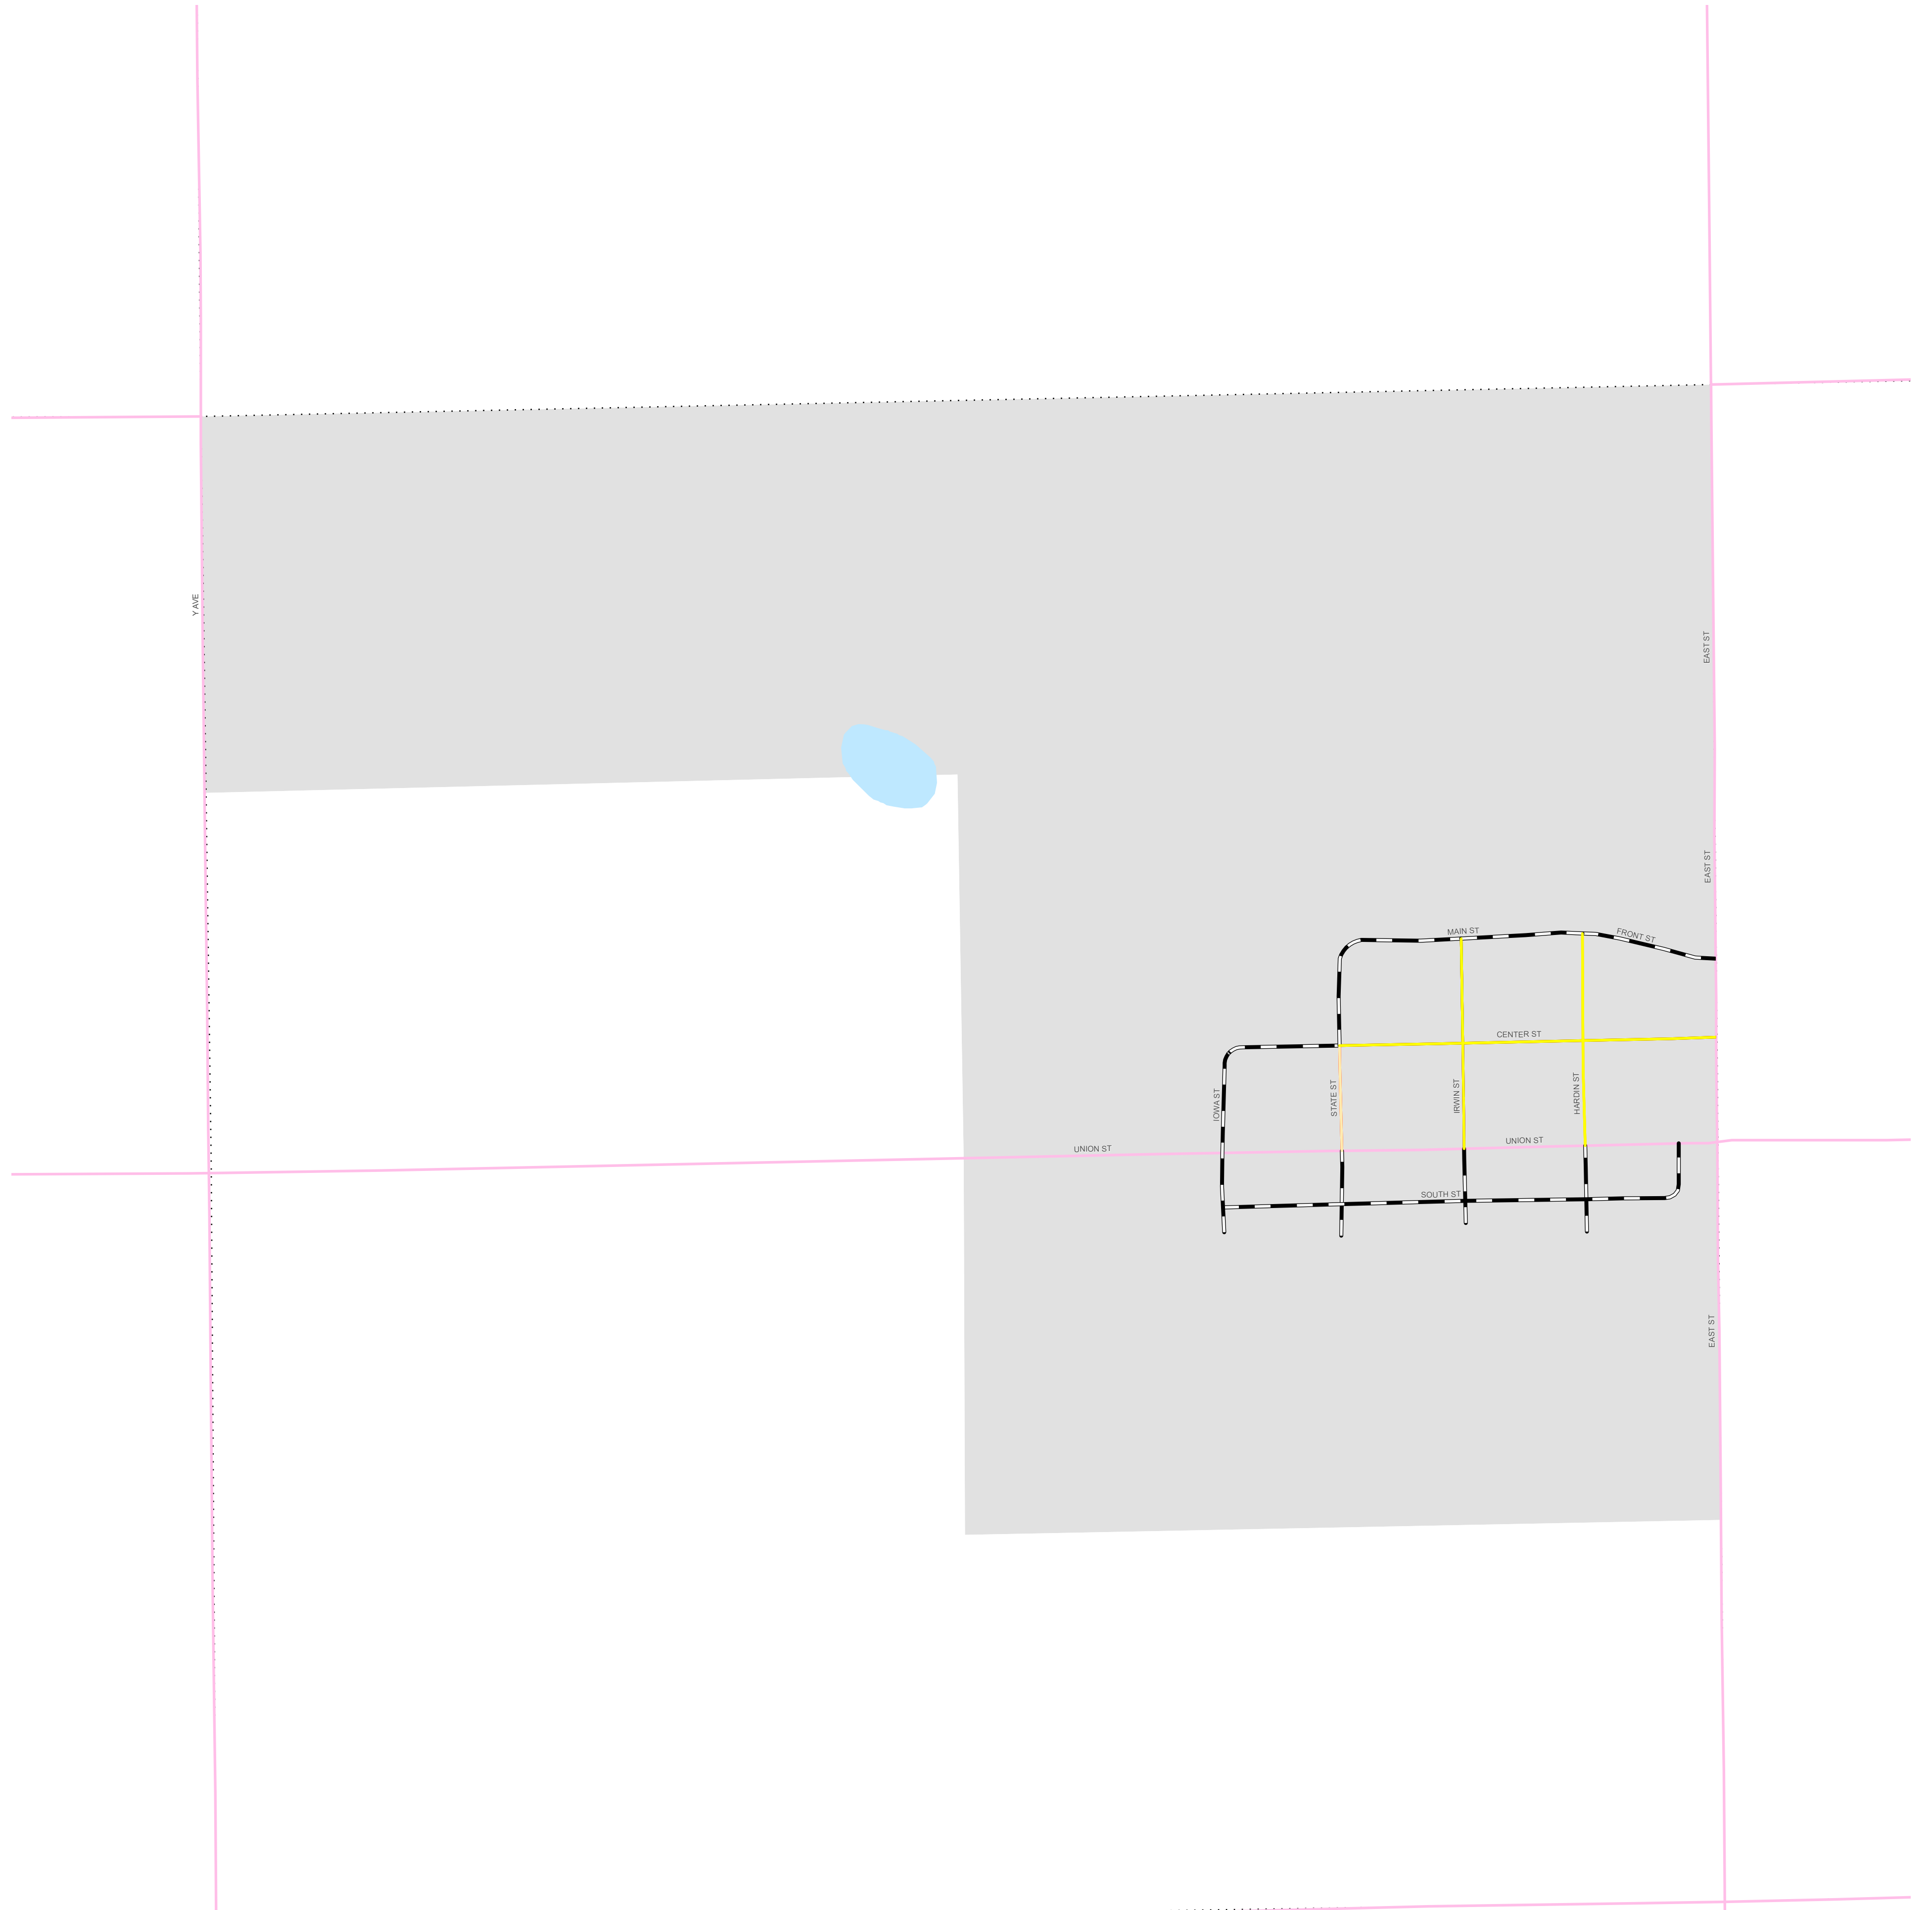 Y AVE
EAST ST
EAST ST
MAIN ST
FRONT ST
CENTER ST
IOWA ST
STATE ST
IRWIN ST
HARDIN ST
UNION ST
UNION ST
SOUTH ST
EAST ST